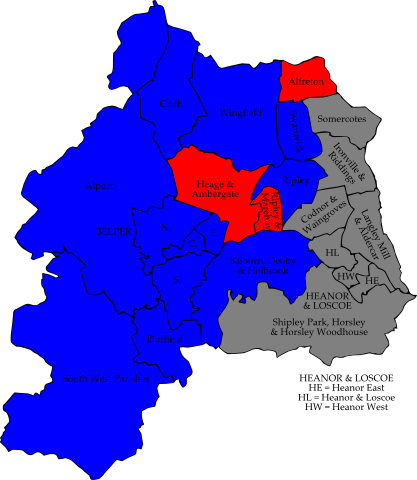 Alfreton
Crich
Wingfield
Swanwick
Somercotes
Ironville &
Riddings
Alport
Heage &
Ambergate
Ripley
Ripley &
Marehay
Codnor &
Waingroves
Langley Mill
& Aldercar
BELPER
N
E
C
S
HL
HW
HE
Kilburn, Denby
& Holbrook
HEANOR
& LOSCOE
Shipley Park, Horsley
& Horsley Woodhouse
Duffield
South West Parishes
HEANOR & LOSCOE
HE = Heanor East
HL = Heanor & Loscoe
HW = Heanor West